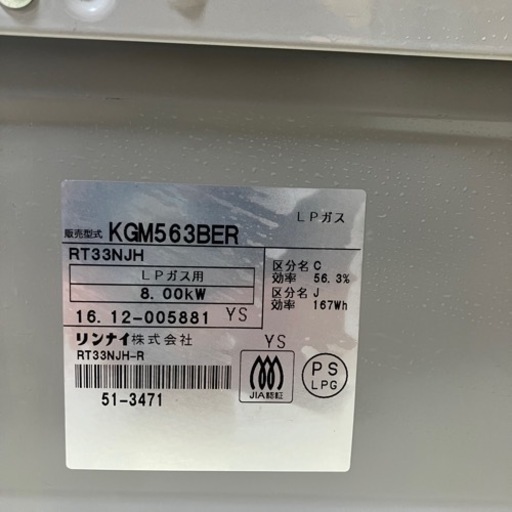 LPガス
販売型式 KGM563BER
RT33NJH
LPガス用
8.00kW
区分名 C
効率 56.3%
区分名 J
効率 167Wh
16.12-005881 YS
リンナイ株式会社
YS
RT33NJH-R
51-3471
JIA認証
PS
LPG